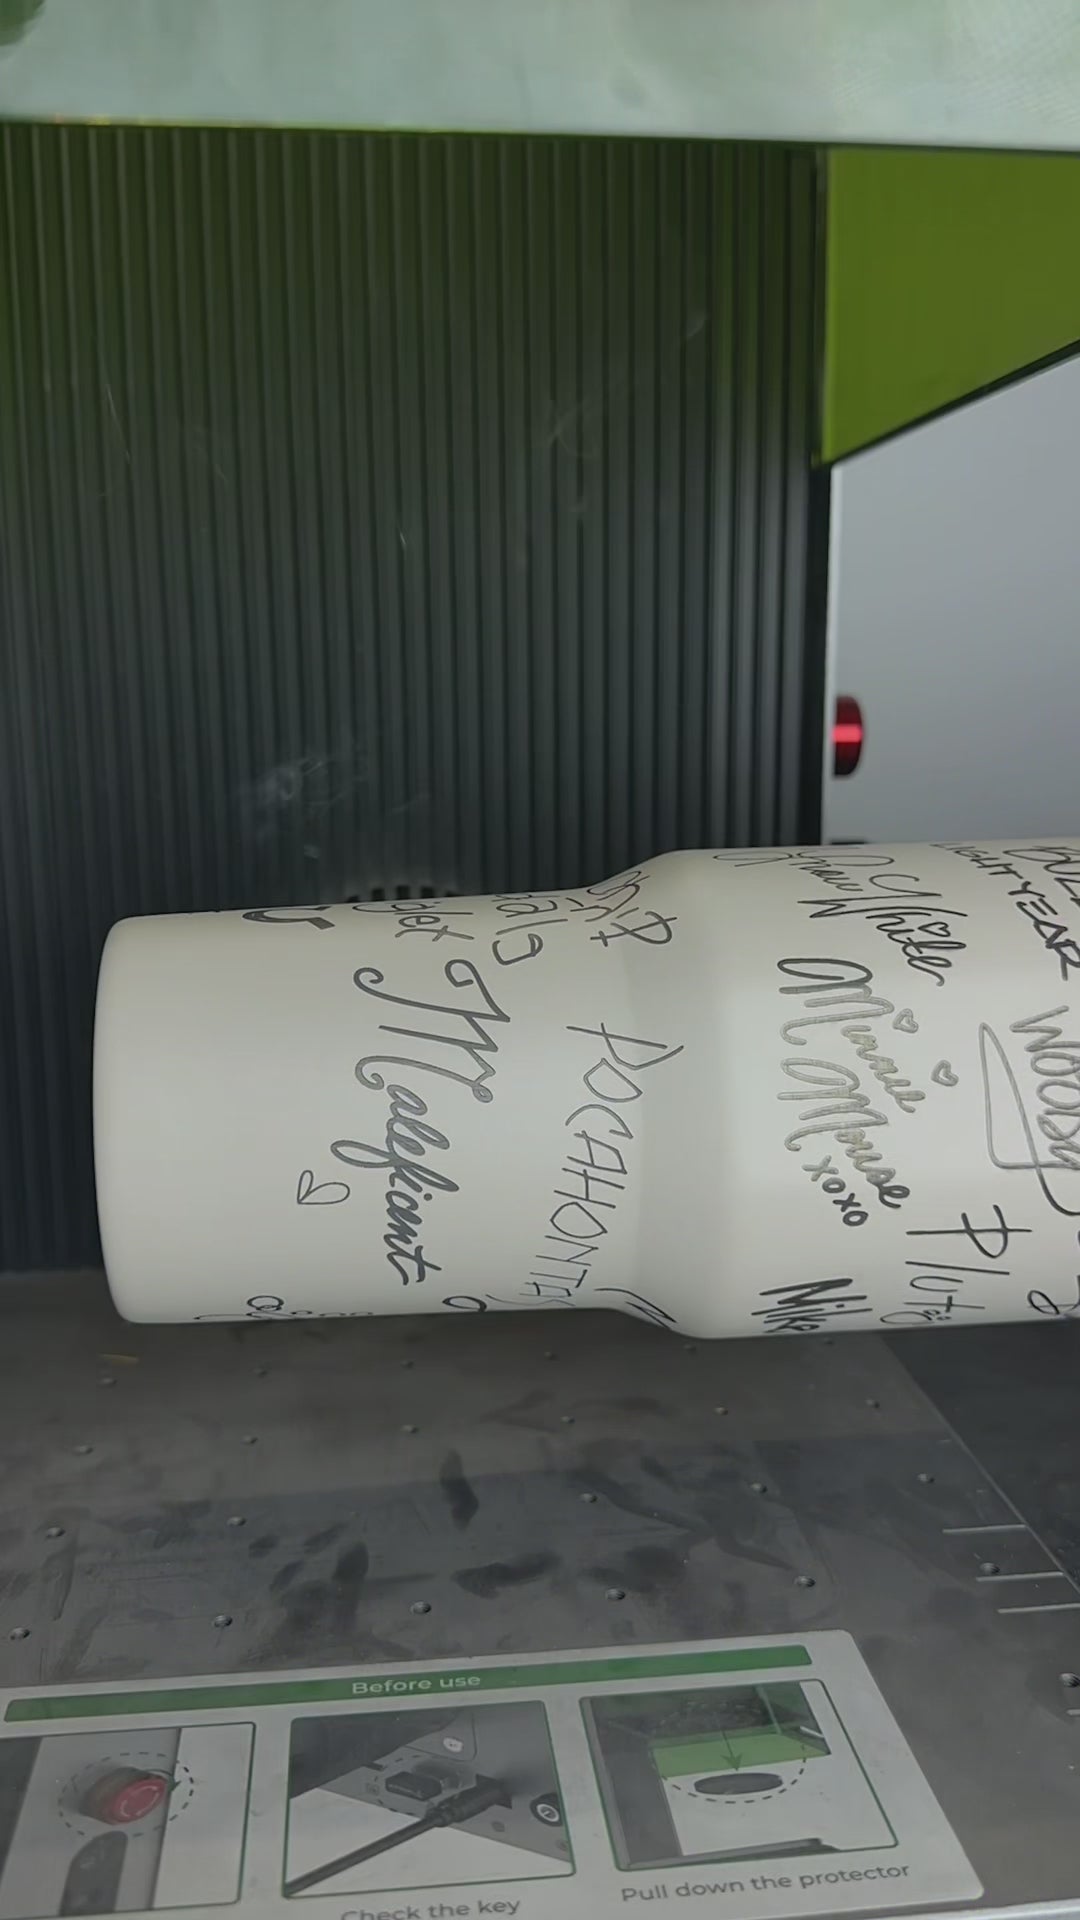 BUZZ
LIGHTYEAR
Snow White
WOODY
Minnie
Mouse
xoxo
Pluto
Mike
POCAHONTAS
Maleficent
Before use
Check the key
Pull down the protector